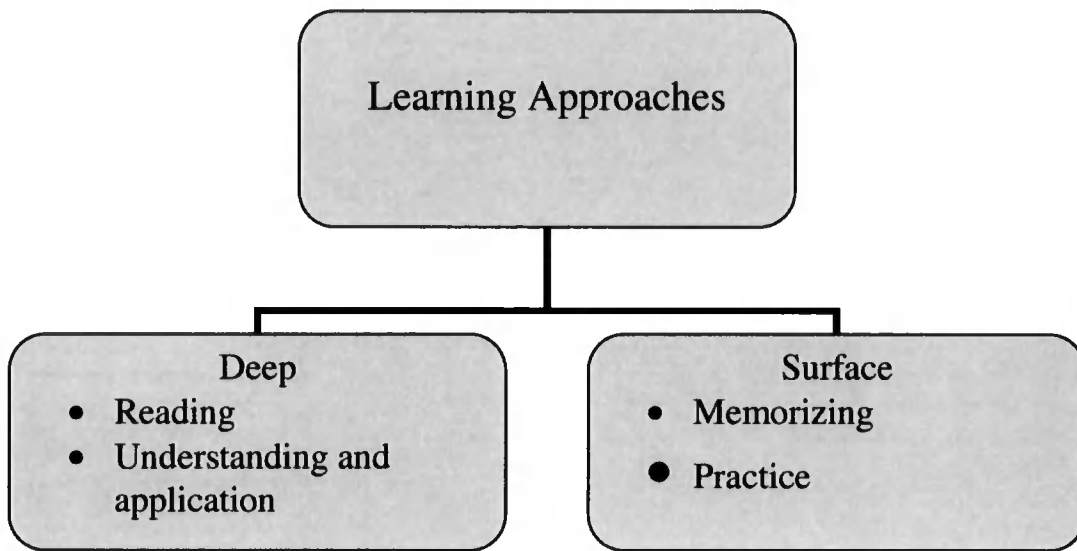 Learning Approaches
Deep
• Reading
• Understanding and
application
Surface
• Memorizing
• Practice